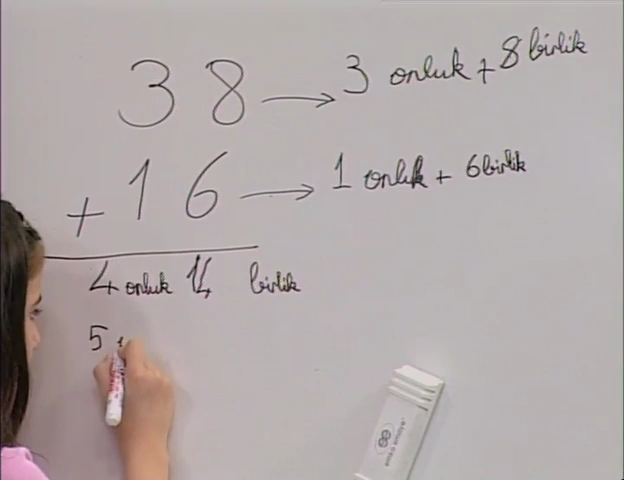 38 → 3 onluk + 8 birlik
+ 16 → 1 onluk + 6 birlik
4 onluk 14 birlik
5